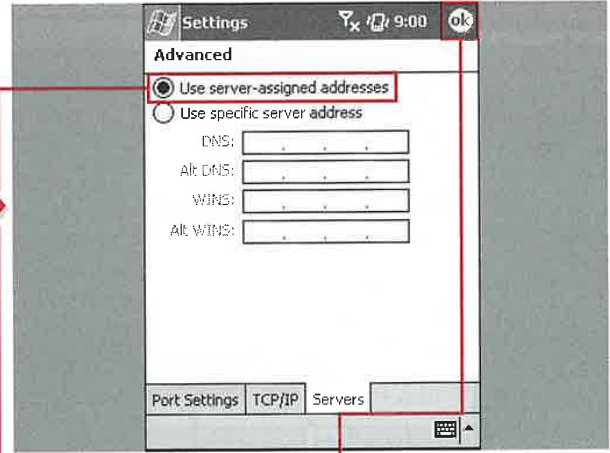 Settings 9:00 ok
Advanced
Use server-assigned addresses
Use specific server address
DNS: . . .
Alt DNS: . . .
WINS: . . .
Alt WINS: . . .
Port Settings TCP/IP Servers